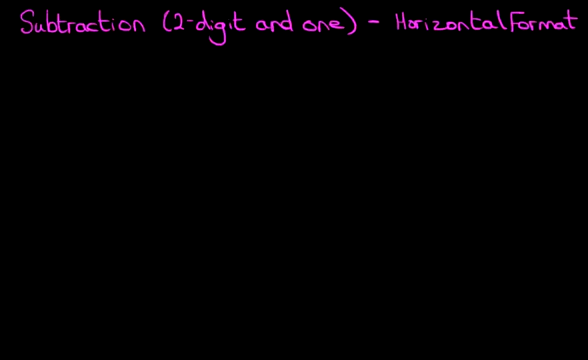 Subtraction (2-digit and one) - Horizontal Format